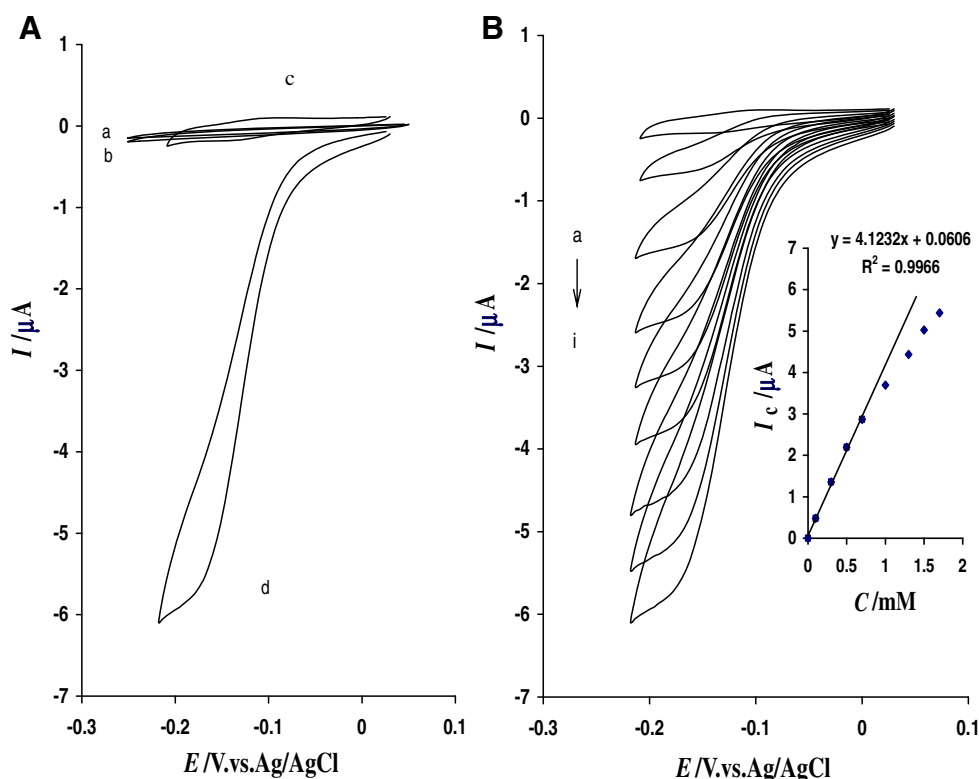 A
1
0
-1
-2
-3
-4
-5
-6
-7
-0.3 -0.2 -0.1 0 0.1
I /µA
E /V.vs.Ag/AgCl
a
b
c
d
B
1
0
-1
-2
-3
-4
-5
-6
-7
-0.3 -0.2 -0.1 0 0.1
I /µA
E /V.vs.Ag/AgCl
a
i
y = 4.1232x + 0.0606
R² = 0.9966
7
6
5
4
3
2
1
0
0 0.5 1 1.5 2
I c /µA
C /mM